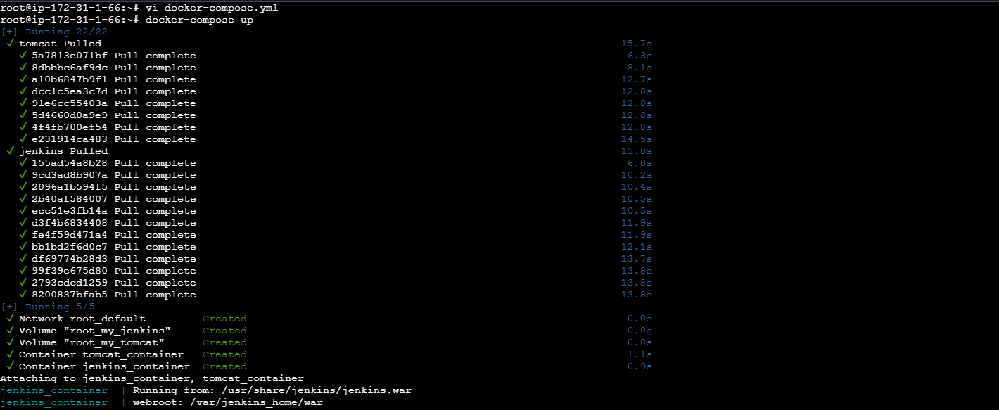 root@ip-172-31-1-66:~# vi docker-compose.yml
root@ip-172-31-1-66:~# docker-compose up
[+] Running 22/22
✓ tomcat Pulled 15.7s
✓ 5a7813e071bf Pull complete 6.3s
✓ 8dbbbc6af9dc Pull complete 8.1s
✓ a10b6847b9f1 Pull complete 12.7s
✓ dcc1c5ea3c7d Pull complete 12.8s
✓ 91e6cc55403a Pull complete 12.8s
✓ 5d4660d0a9e9 Pull complete 12.8s
✓ 4f4fb700ef54 Pull complete 12.8s
✓ e231914ca483 Pull complete 14.5s
✓ jenkins Pulled 15.0s
✓ 155ad54a8b28 Pull complete 6.0s
✓ 9cd3ad8b907a Pull complete 10.2s
✓ 2096a1b594f5 Pull complete 10.4s
✓ 2b40af584007 Pull complete 10.5s
✓ ecc51e3fb14a Pull complete 10.5s
✓ d3f4b6834408 Pull complete 11.9s
✓ fe4f59d471a4 Pull complete 11.9s
✓ bb1bd2f6d0c7 Pull complete 12.1s
✓ df69774b28d3 Pull complete 13.7s
✓ 99f39e675d80 Pull complete 13.8s
✓ 2793cdcd1259 Pull complete 13.8s
✓ 8200837bfab5 Pull complete 13.8s
[+] Running 5/5
✓ Network root_default Created 0.0s
✓ Volume "root_my_jenkins" Created 0.0s
✓ Volume "root_my_tomcat" Created 0.0s
✓ Container tomcat_container Created 1.1s
✓ Container jenkins_container Created 0.9s
Attaching to jenkins_container, tomcat_container
jenkins_container | Running from: /usr/share/jenkins/jenkins.war
jenkins_container | webroot: /var/jenkins_home/war